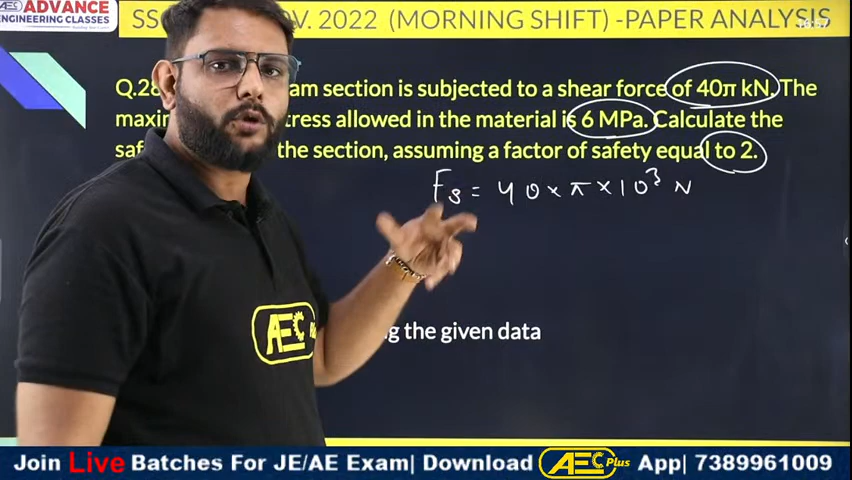 ADVANCE
ENGINEERING CLASSES
SS V. 2022 (MORNING SHIFT) -PAPER ANALYSIS
Q.28 am section is subjected to a shear force of 40π kN. The
maxi tress allowed in the material is 6 MPa. Calculate the
saf the section, assuming a factor of safety equal to 2.
Fs = 40 × π × 10³ N
g the given data
AEC
Join Live Batches For JE/AE Exam| Download AEC Plus App| 7389961009